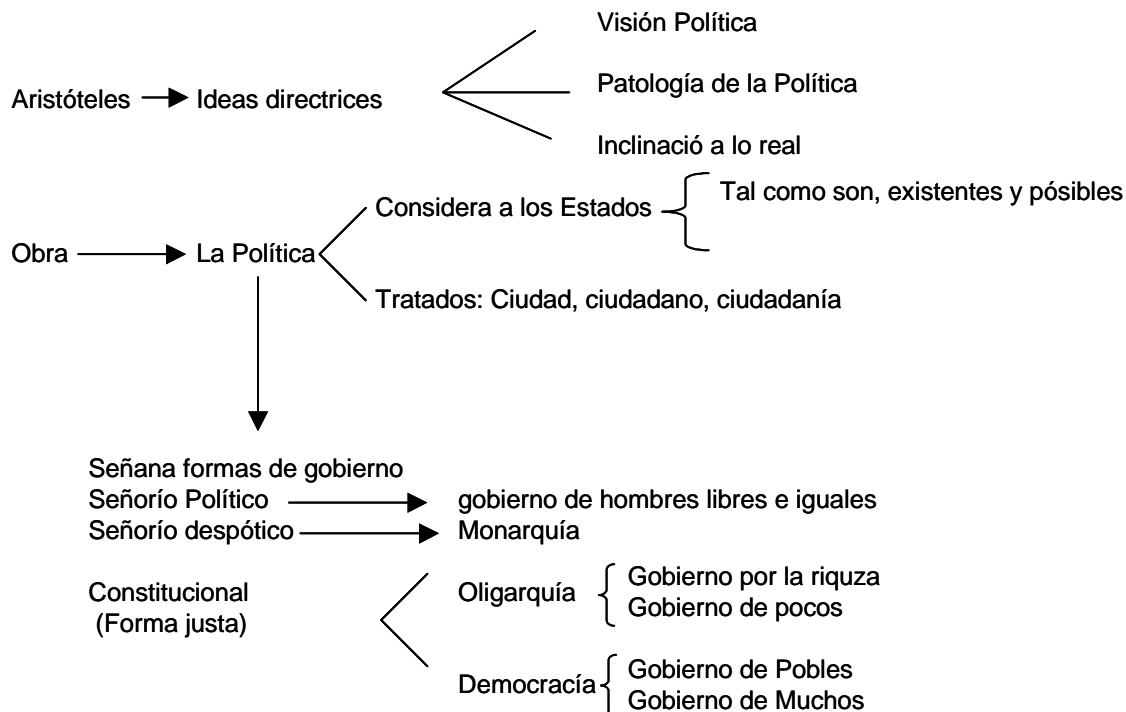 Visión Política
Patología de la Política
Aristóteles Ideas directrices
Inclinació a lo real
Tal como son, existentes y pósibles
Considera a los Estados
Obra La Política
Tratados: Ciudad, ciudadano, ciudadanía
Señana formas de gobierno
Señorío Político gobierno de hombres libres e iguales
Señorío despótico Monarquía
Constitucional
(Forma justa)
Oligarquía
Gobierno por la riquza
Gobierno de pocos
Democracía
Gobierno de Pobles
Gobierno de Muchos